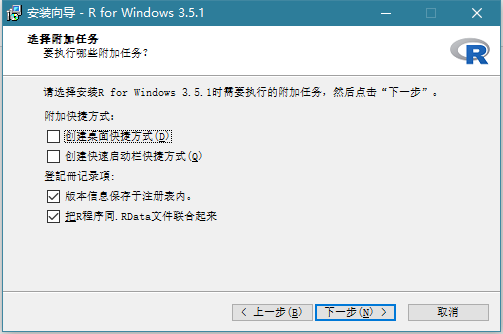 安装向导 - R for Windows 3.5.1
选择附加任务
要执行哪些附加任务?
R
请选择安装R for Windows 3.5.1时需要执行的附加任务，然后点击“下一步”。
附加快捷方式:
创建桌面快捷方式(D)
创建快速启动栏快捷方式(Q)
登記冊记录項:
版本信息保存于注册表内。
把R程序同.RData文件联合起来
< 上一步(B)
下一步(N) >
取消